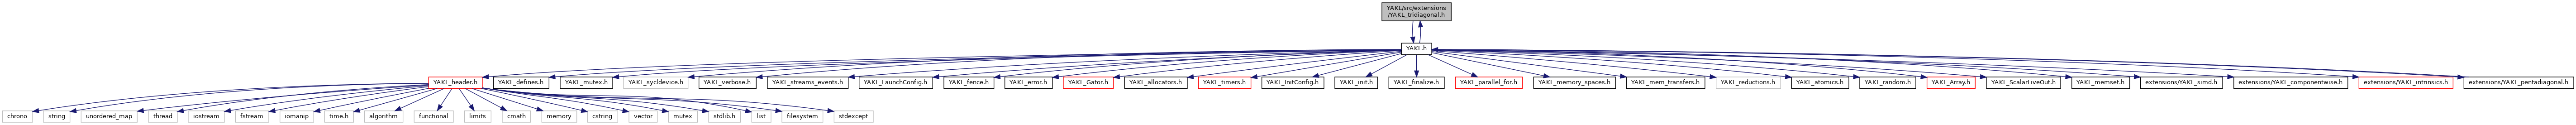 YAKL/src/extensions
/YAKL_tridiagonal.h
YAKL.h
YAKL_header.h
YAKL_defines.h
YAKL_mutex.h
YAKL_sycldevice.h
YAKL_verbose.h
YAKL_streams_events.h
YAKL_LaunchConfig.h
YAKL_fence.h
YAKL_error.h
YAKL_Gator.h
YAKL_allocators.h
YAKL_timers.h
YAKL_InitConfig.h
YAKL_init.h
YAKL_finalize.h
YAKL_parallel_for.h
YAKL_memory_spaces.h
YAKL_mem_transfers.h
YAKL_reductions.h
YAKL_atomics.h
YAKL_random.h
YAKL_Array.h
YAKL_ScalarLiveOut.h
YAKL_memset.h
extensions/YAKL_simd.h
extensions/YAKL_componentwise.h
extensions/YAKL_intrinsics.h
extensions/YAKL_pentadiagonal.h
chrono
string
unordered_map
thread
iostream
fstream
iomanip
time.h
algorithm
functional
limits
cmath
memory
cstring
vector
mutex
stdlib.h
list
filesystem
stdexcept